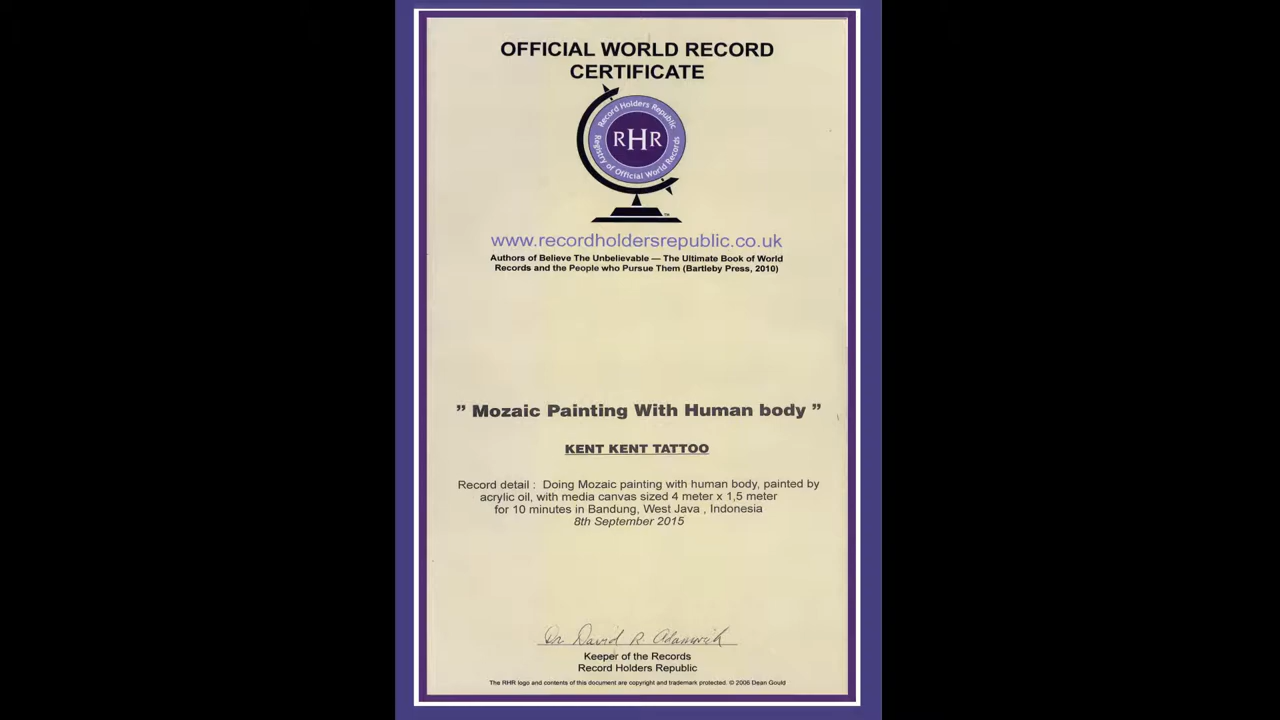 OFFICIAL WORLD RECORD
CERTIFICATE
Record Holders Republic
RHR
Registry of Official World Records
™
www.recordholdersrepublic.co.uk
Authors of Believe The Unbelievable — The Ultimate Book of World
Records and the People who Pursue Them (Bartleby Press, 2010)
” Mozaic Painting With Human body ”
KENT KENT TATTOO
Record detail : Doing Mozaic painting with human body, painted by
acrylic oil, with media canvas sized 4 meter x 1,5 meter
for 10 minutes in Bandung, West Java , Indonesia
8th September 2015
Dr David R Adamovich
Keeper of the Records
Record Holders Republic
The RHR logo and contents of this document are copyright and trademark protected. © 2006 Dean Gould